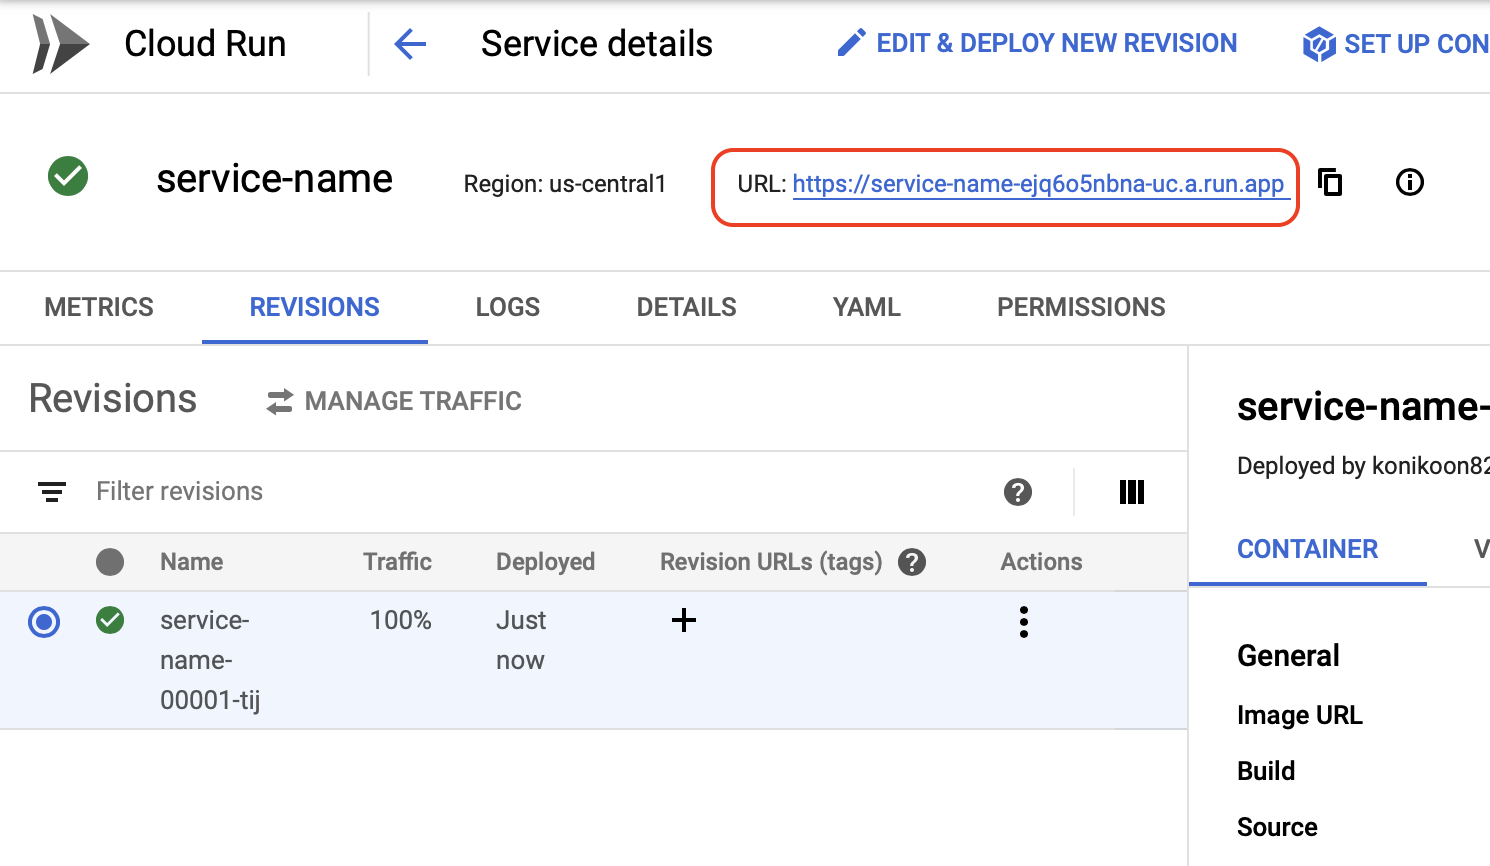 Cloud Run
Service details
EDIT & DEPLOY NEW REVISION
SET UP CON
service-name
Region: us-central1
URL: https://service-name-ejq6o5nbna-uc.a.run.app
METRICS
REVISIONS
LOGS
DETAILS
YAML
PERMISSIONS
Revisions
MANAGE TRAFFIC
Filter revisions
Name
Traffic
Deployed
Revision URLs (tags)
Actions
service-
name-
00001-tij
100%
Just
now
service-name-
Deployed by konikoon82
CONTAINER
V
General
Image URL
Build
Source